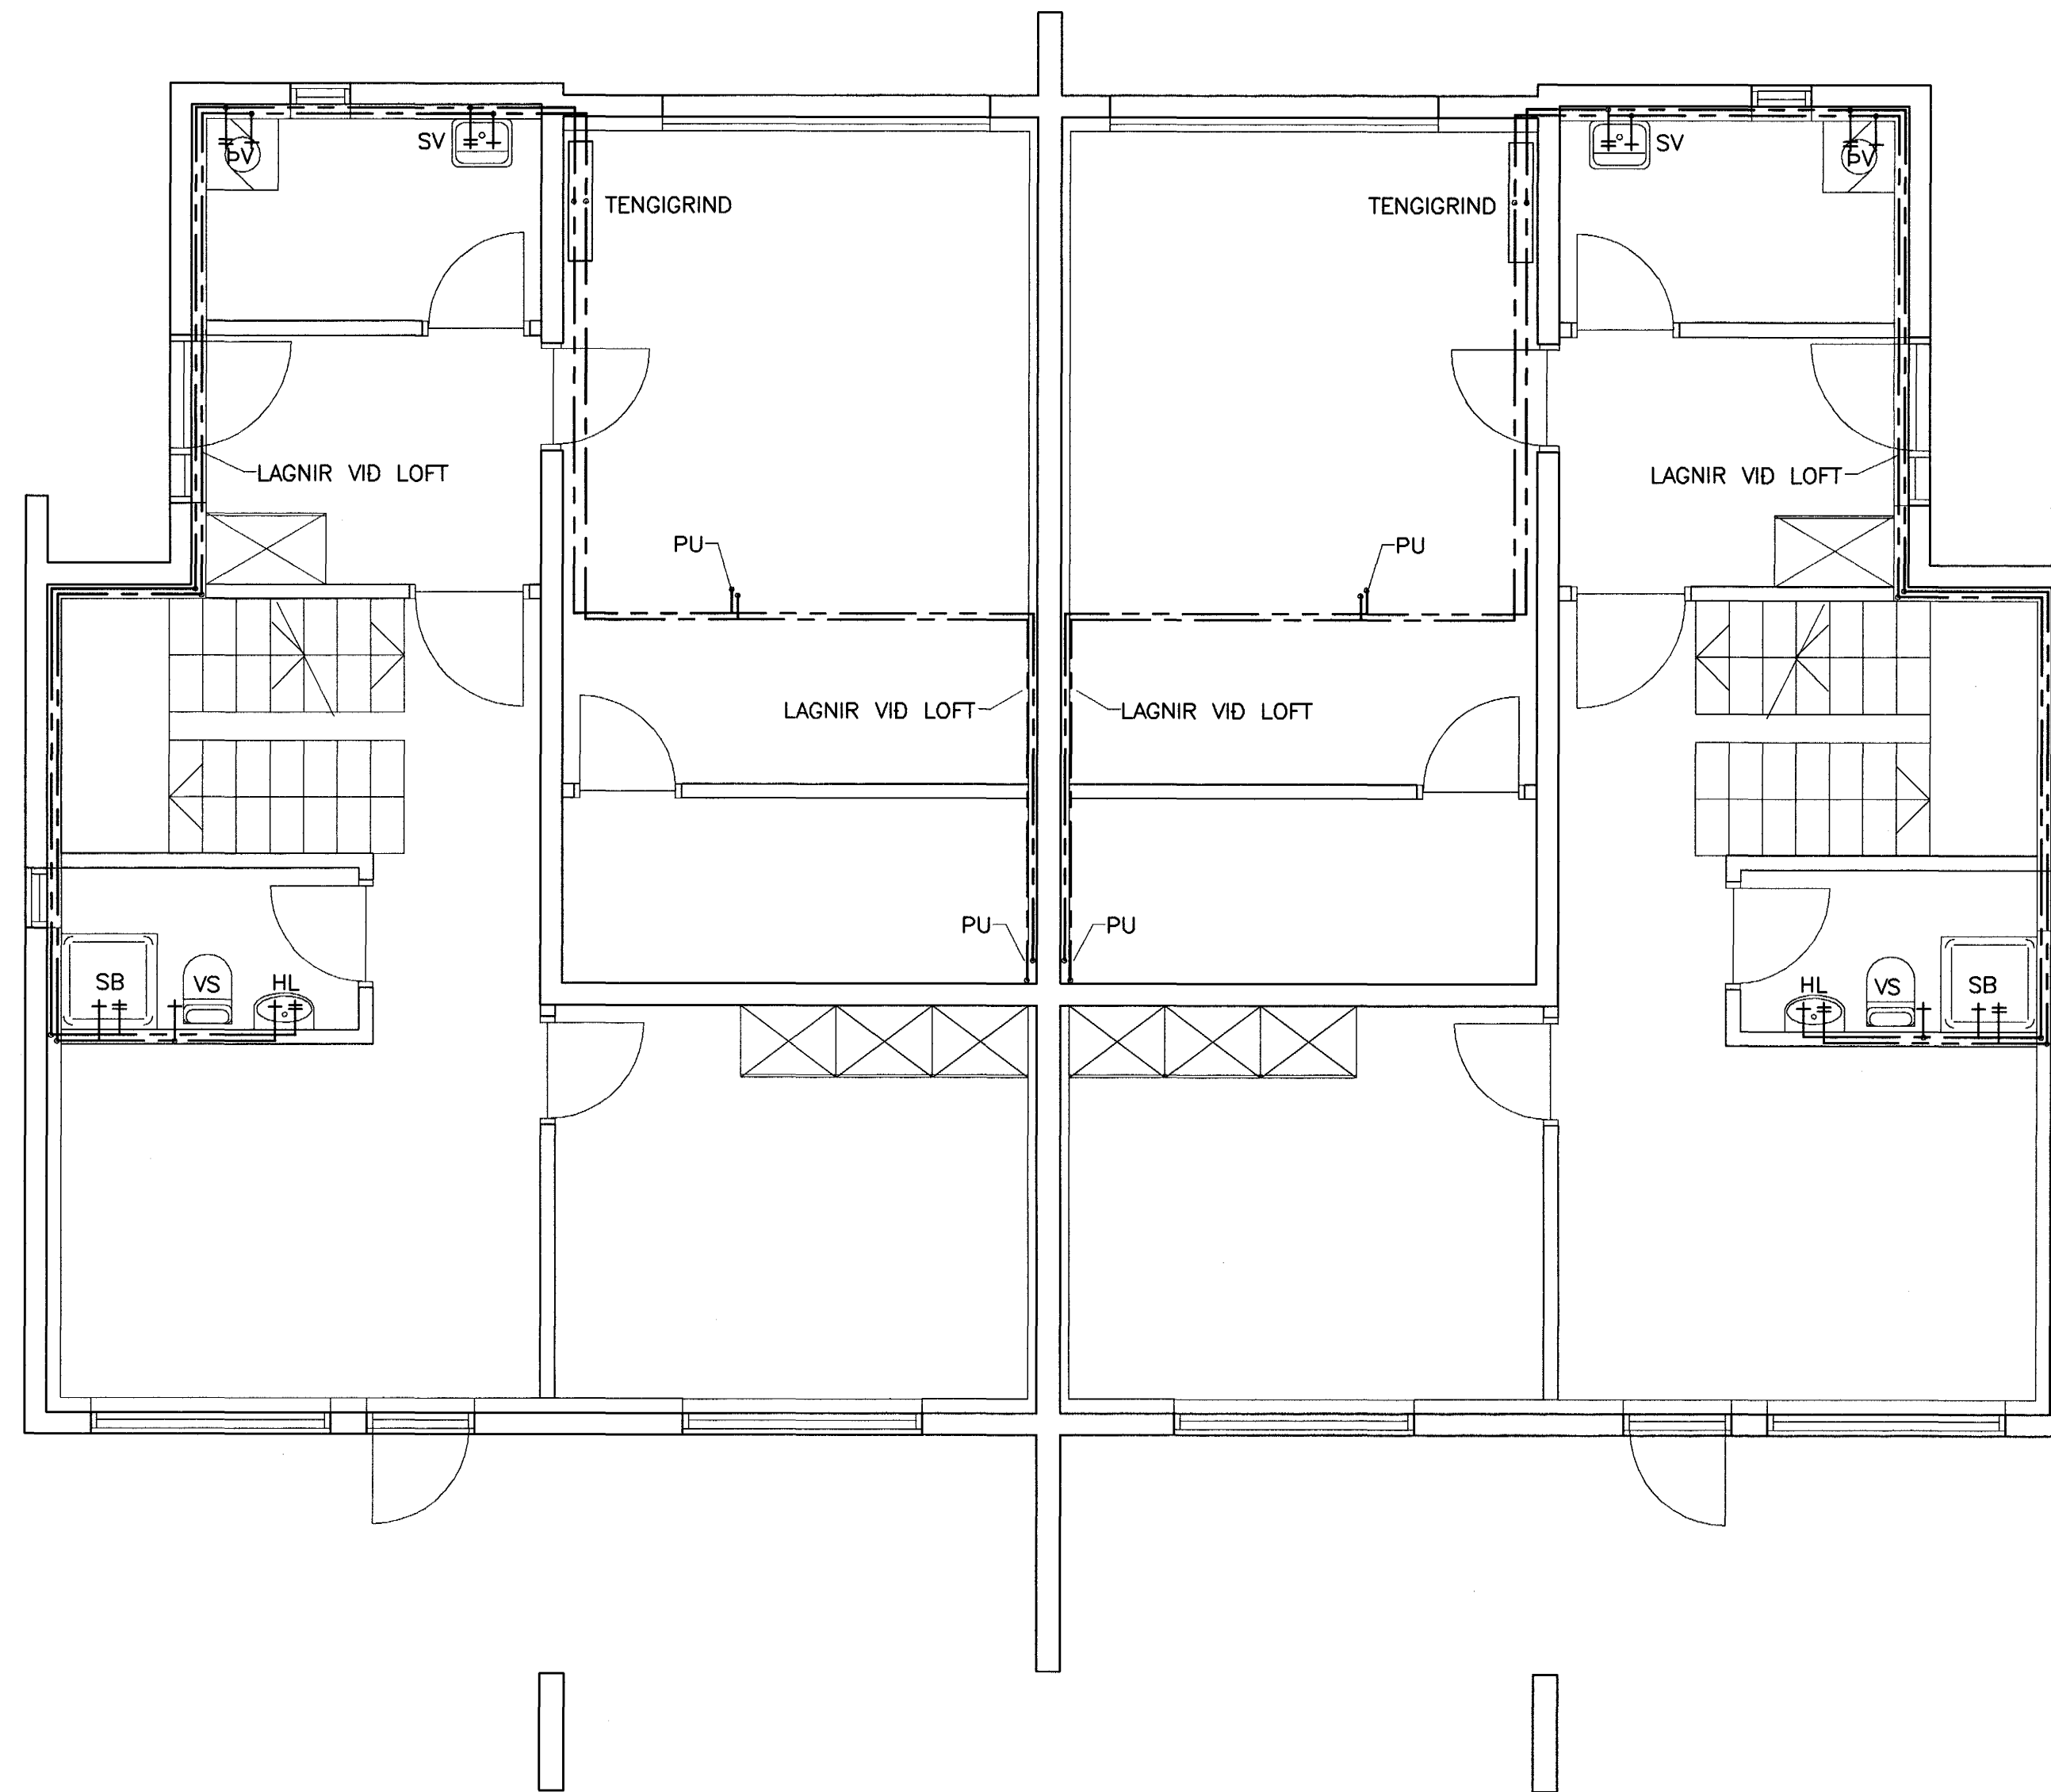 ÞV
SV
SV
ÞV
TENGIGRIND
TENGIGRIND
LAGNIR VIÐ LOFT
LAGNIR VIÐ LOFT
PU
PU
LAGNIR VIÐ LOFT
LAGNIR VIÐ LOFT
PU
PU
SB
VS
HL
HL
VS
SB